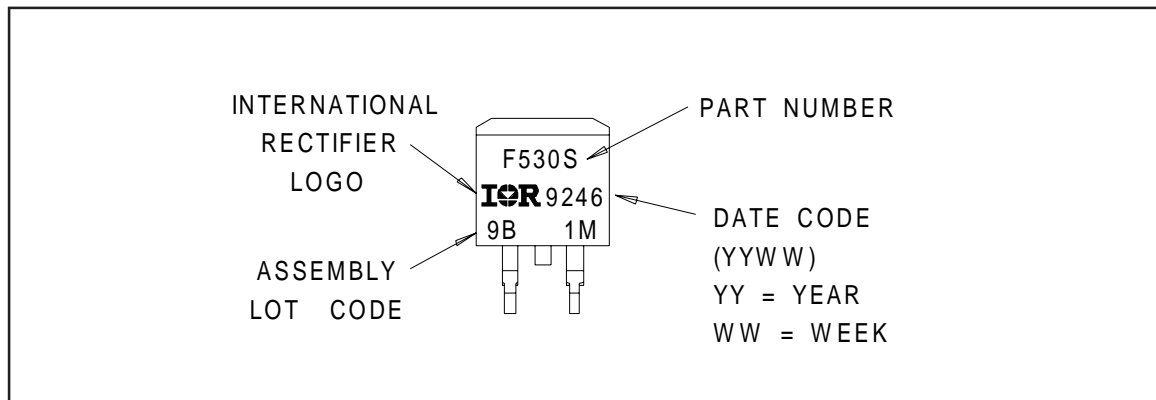 INTERNATIONAL
RECTIFIER
LOGO
ASSEMBLY
LOT CODE
F530S
IOR 9246
9B 1M
PART NUMBER
DATE CODE
(YYWW)
YY = YEAR
WW = WEEK